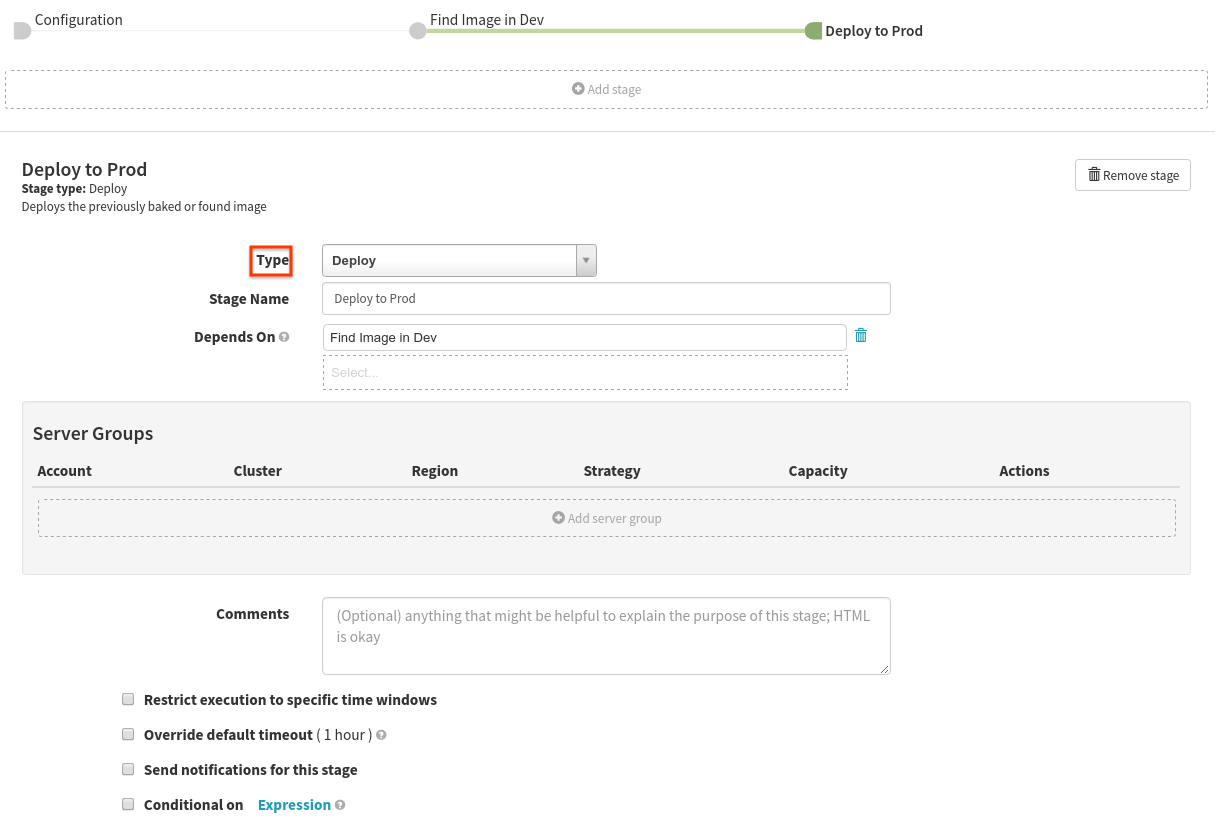 Configuration
Find Image in Dev
Deploy to Prod
Add stage
Deploy to Prod
Remove stage
Stage type: Deploy
Deploys the previously baked or found image
Type
Deploy
Stage Name
Deploy to Prod
Depends On
Find Image in Dev
Select...
Server Groups
Account Cluster Region Strategy Capacity Actions
Add server group
Comments
(Optional) anything that might be helpful to explain the purpose of this stage; HTML
is okay
Restrict execution to specific time windows
Override default timeout ( 1 hour )
Send notifications for this stage
Conditional on Expression